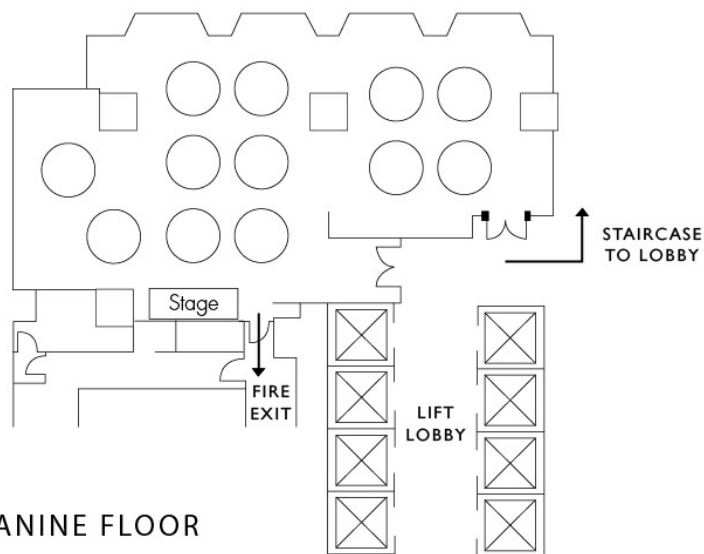 STAIRCASE
TO LOBBY
Stage
FIRE
EXIT
LIFT
LOBBY
ANINE FLOOR